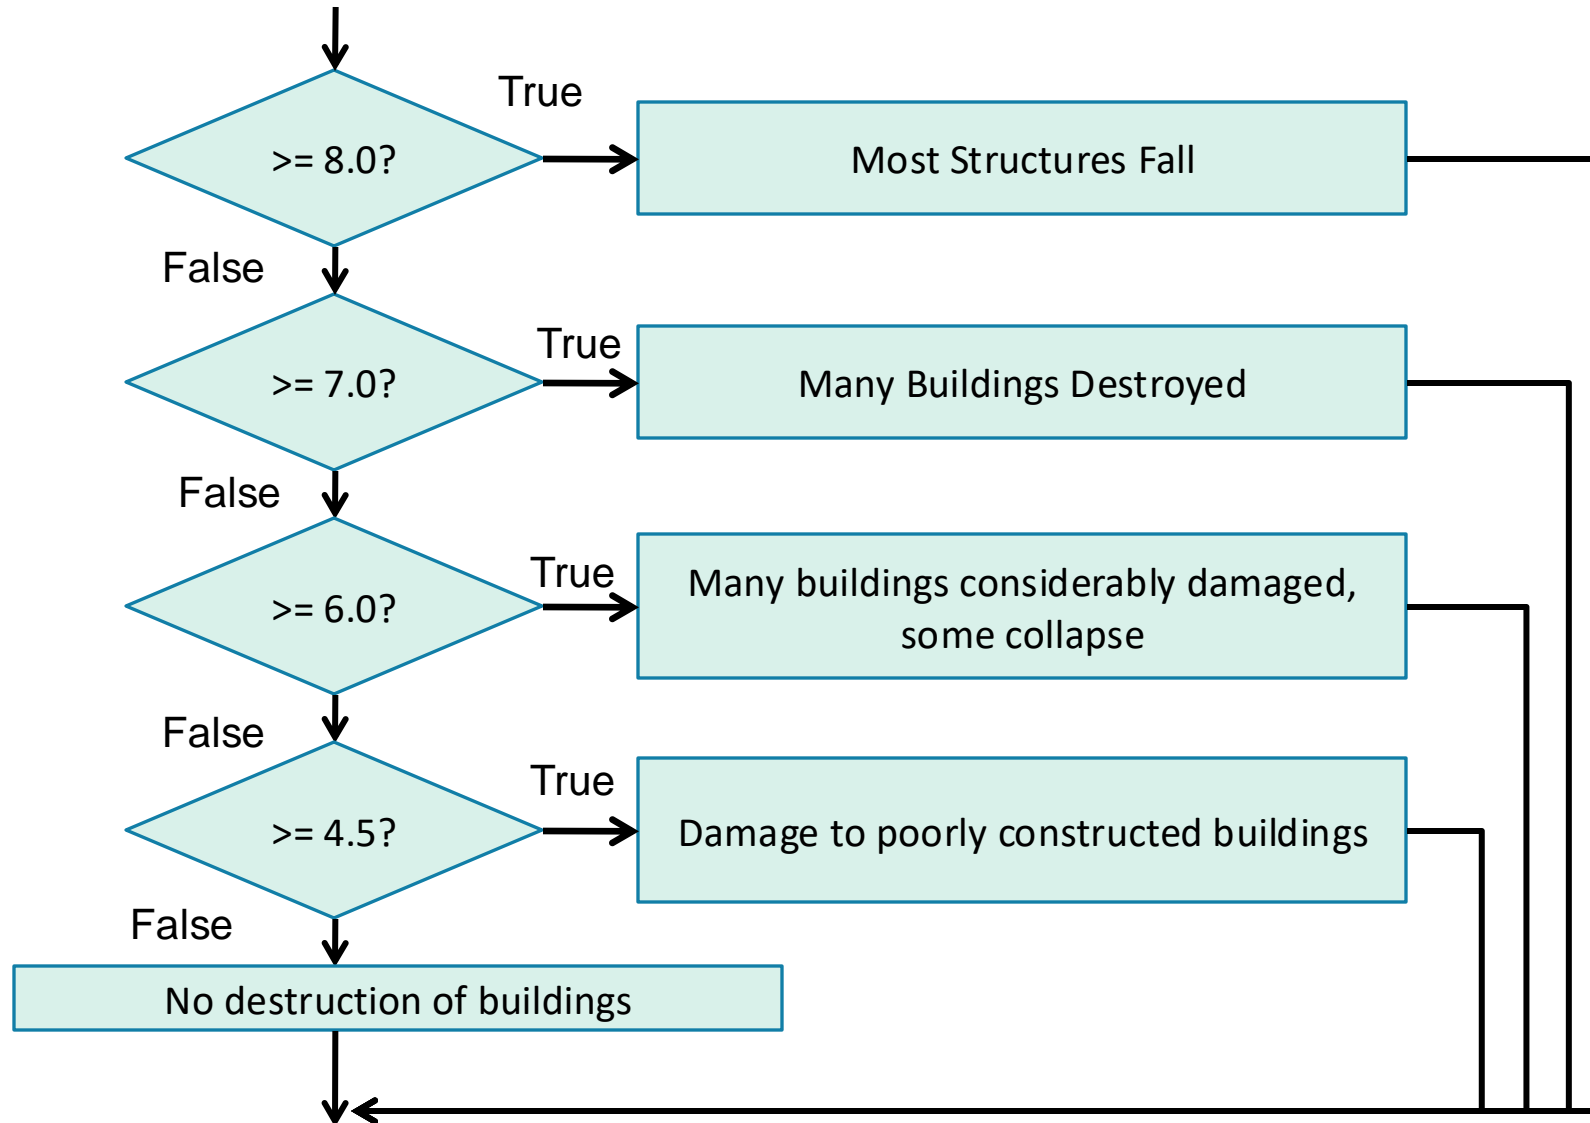 True
>= 8.0?
Most Structures Fall
False
True
>= 7.0?
Many Buildings Destroyed
False
True
>= 6.0?
Many buildings considerably damaged,
some collapse
False
True
>= 4.5?
Damage to poorly constructed buildings
False
No destruction of buildings